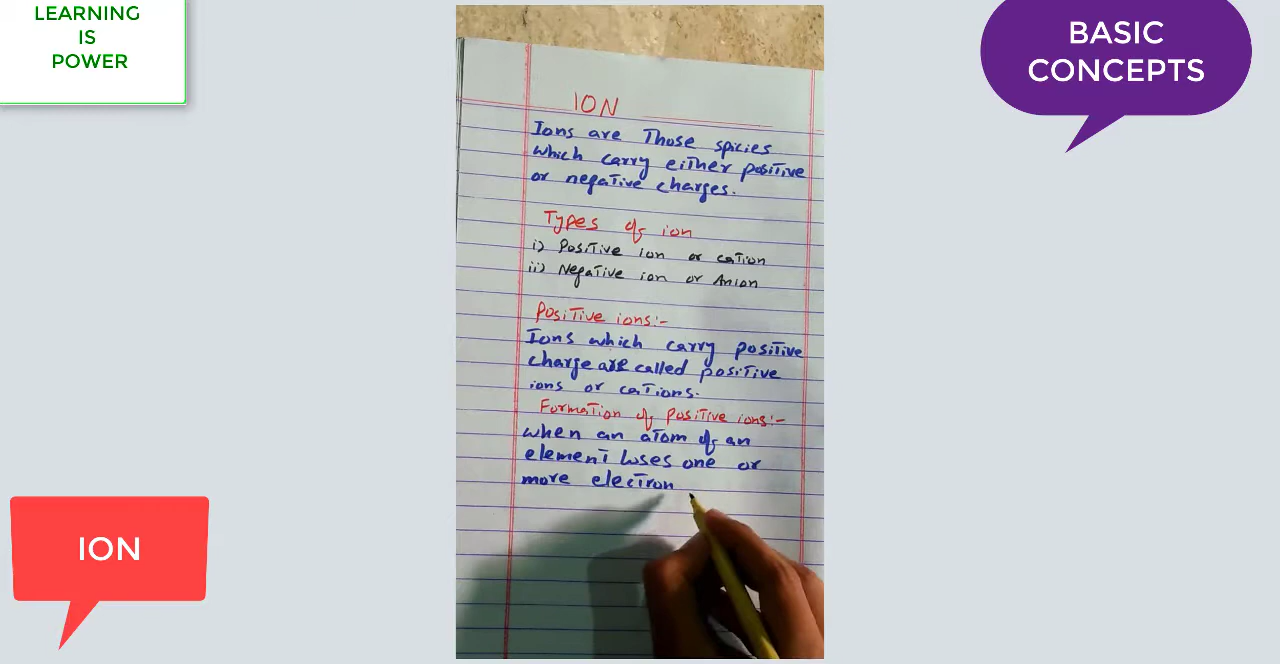 LEARNING
IS
POWER
BASIC
CONCEPTS
ION
Ions are Those spicies
which carry either positive
or negative charges.
Types of ion
i) Positive ion or cation
ii) Negative ion or Anion
Positive ions:-
Ions which carry positive
charge are called positive
ions or cations.
Formation of positive ions:-
when an atom of an
element loses one or
more electron
ION